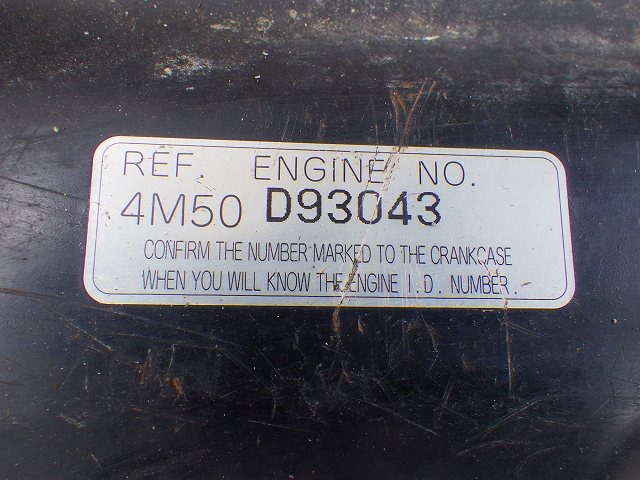 REF. ENGINE NO.
4M50 D93043
CONFIRM THE NUMBER MARKED TO THE CRANKCASE
WHEN YOU WILL KNOW THE ENGINE I.D. NUMBER.